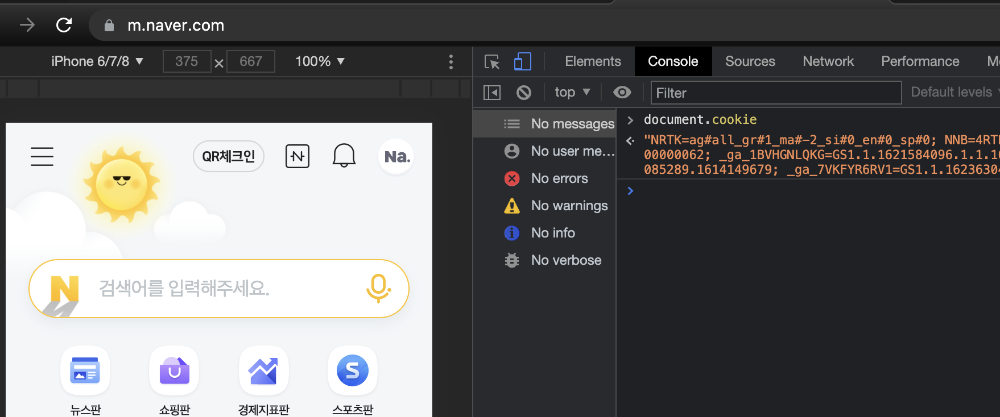 m.naver.com
iPhone 6/7/8 ▼ 375 × 667 100% ▼
Elements Console Sources Network Performance
top ▼ Filter Default levels
No messages
No user me...
No errors
No warnings
No info
No verbose
> document.cookie
"NRTK=ag#all_gr#1_ma#-2_si#0_en#0_sp#0; NNB=4RT
00000062; _ga_1BVHGNLQKG=GS1.1.1621584096.1.1.1
085289.1614149679; _ga_7VKFYR6RV1=GS1.1.16236304
>
QR체크인 N Na.
N 검색어를 입력해주세요.
S
뉴스판 쇼핑판 경제지표판 스포츠판